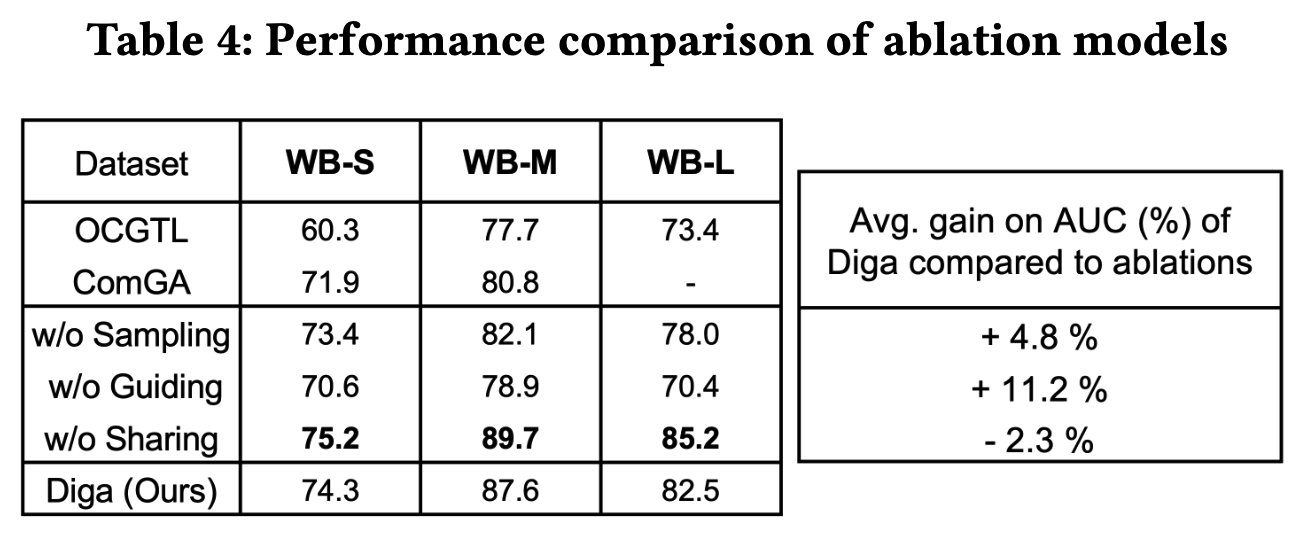 Table 4: Performance comparison of ablation models
Dataset WB-S WB-M WB-L
OCGTL 60.3 77.7 73.4
ComGA 71.9 80.8 -
w/o Sampling 73.4 82.1 78.0
w/o Guiding 70.6 78.9 70.4
w/o Sharing 75.2 89.7 85.2
Diga (Ours) 74.3 87.6 82.5
Avg. gain on AUC (%) of
Diga compared to ablations
+ 4.8 %
+ 11.2 %
- 2.3 %